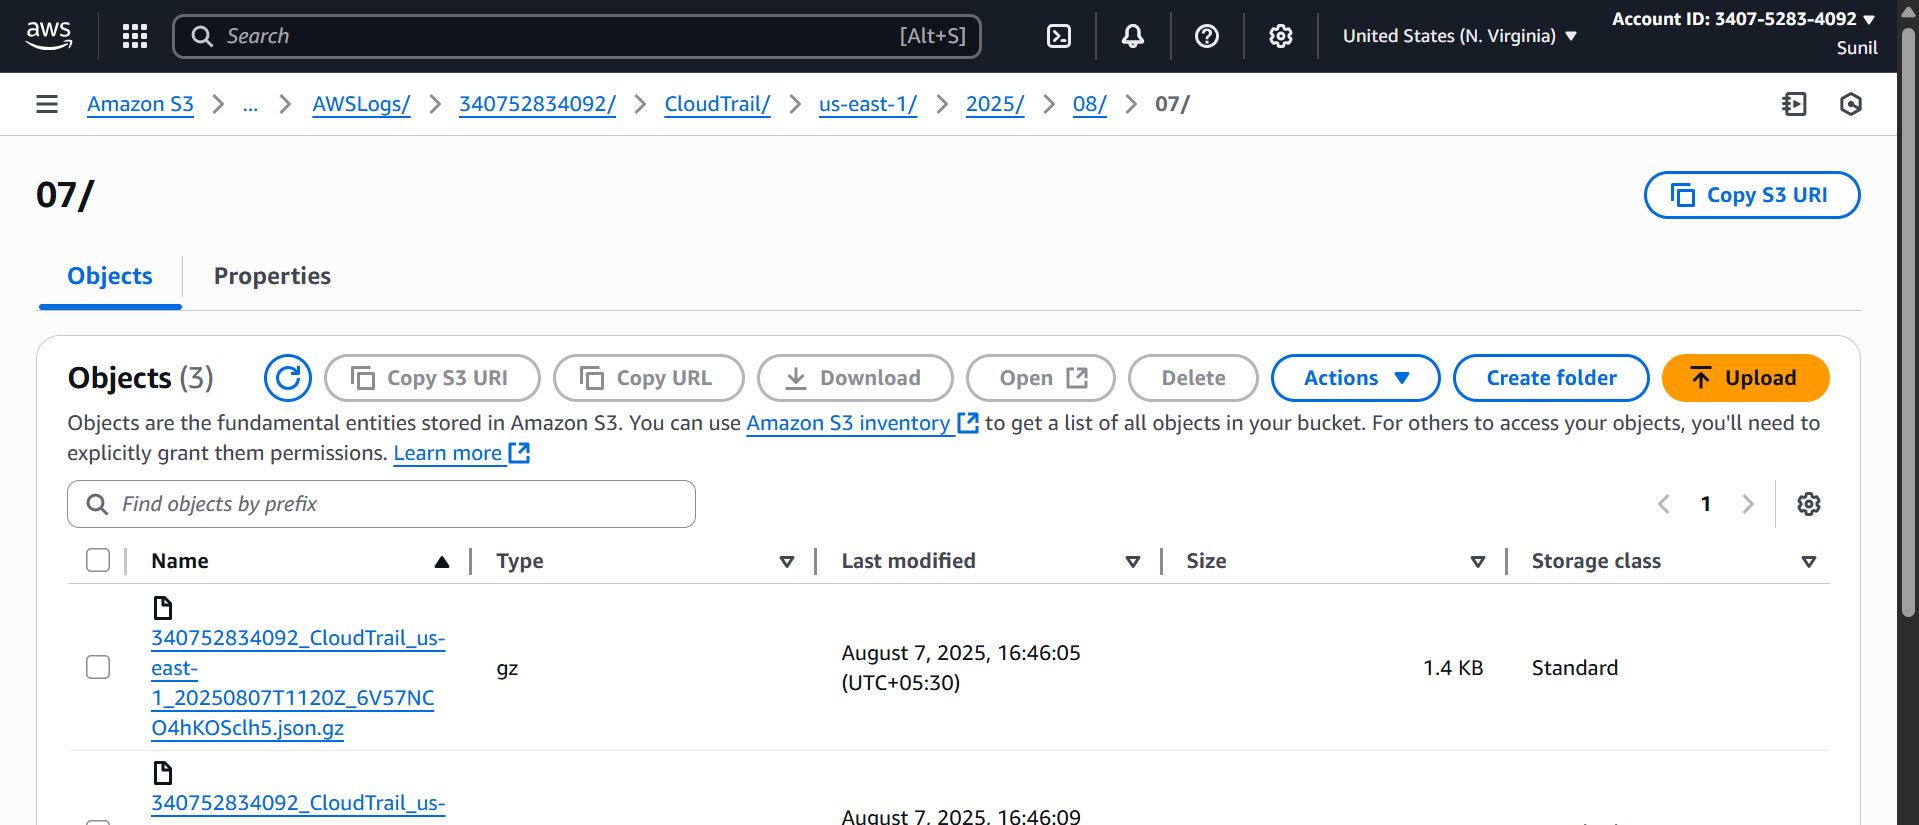 aws
Search [Alt+S]
United States (N. Virginia)
Account ID: 3407-5283-4092
Sunil
Amazon S3 ... AWSLogs/ 340752834092/ CloudTrail/ us-east-1/ 2025/ 08/ 07/
07/
Copy S3 URI
Objects Properties
Objects (3) Copy S3 URI Copy URL Download Open Delete Actions Create folder Upload
Objects are the fundamental entities stored in Amazon S3. You can use Amazon S3 inventory to get a list of all objects in your bucket. For others to access your objects, you'll need to
explicitly grant them permissions. Learn more
Find objects by prefix
1
Name Type Last modified Size Storage class
340752834092_CloudTrail_us-
east-
1_20250807T1120Z_6V57NC
O4hKOSclh5.json.gz
gz
August 7, 2025, 16:46:05
(UTC+05:30)
1.4 KB
Standard
340752834092_CloudTrail_us-
August 7, 2025, 16:46:09